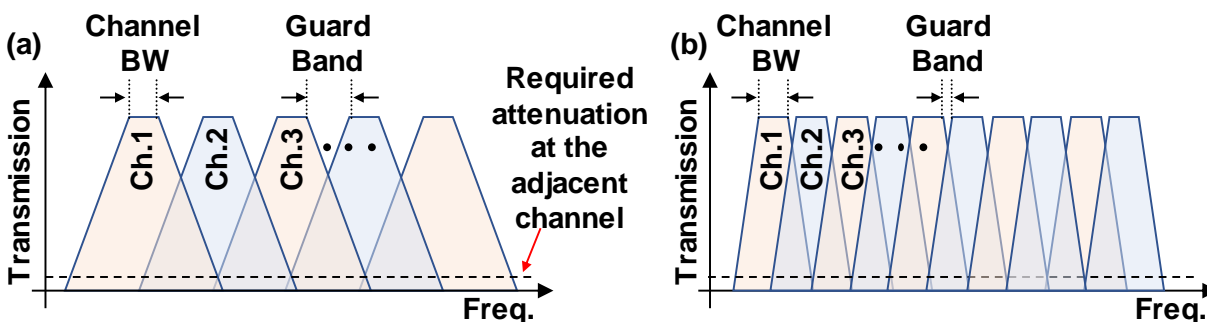 (a)
Channel
BW
Guard
Band
Required
attenuation
at the
adjacent
channel
Transmission
Ch.1
Ch.2
Ch.3
• • •
Freq.
(b)
Channel
BW
Guard
Band
Transmission
Ch.1
Ch.2
Ch.3
• • •
Freq.